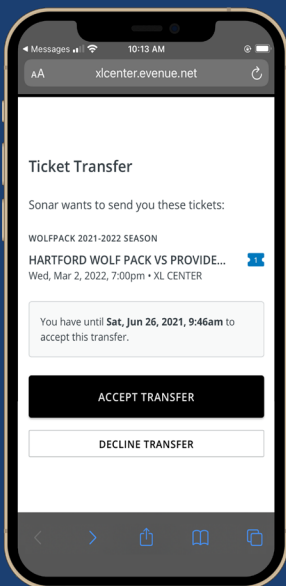 Messages
10:13 AM
AA xlcenter.evenue.net
Ticket Transfer
Sonar wants to send you these tickets:
WOLFPACK 2021-2022 SEASON
HARTFORD WOLF PACK VS PROVIDE... 1
Wed, Mar 2, 2022, 7:00pm • XL CENTER
You have until Sat, Jun 26, 2021, 9:46am to
accept this transfer.
ACCEPT TRANSFER
DECLINE TRANSFER